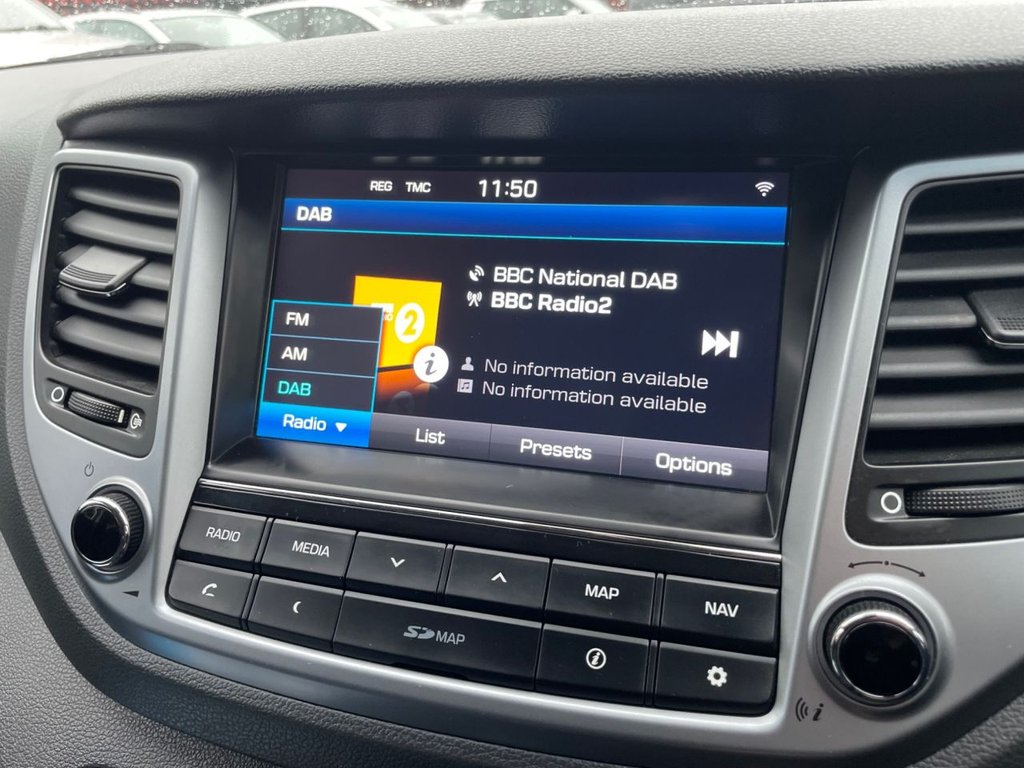 REG TMC 11:50
DAB
BBC National DAB
BBC Radio2
2
FM
AM
DAB
No information available
No information available
Radio ▼ List Presets Options
RADIO MEDIA MAP NAV
SD MAP